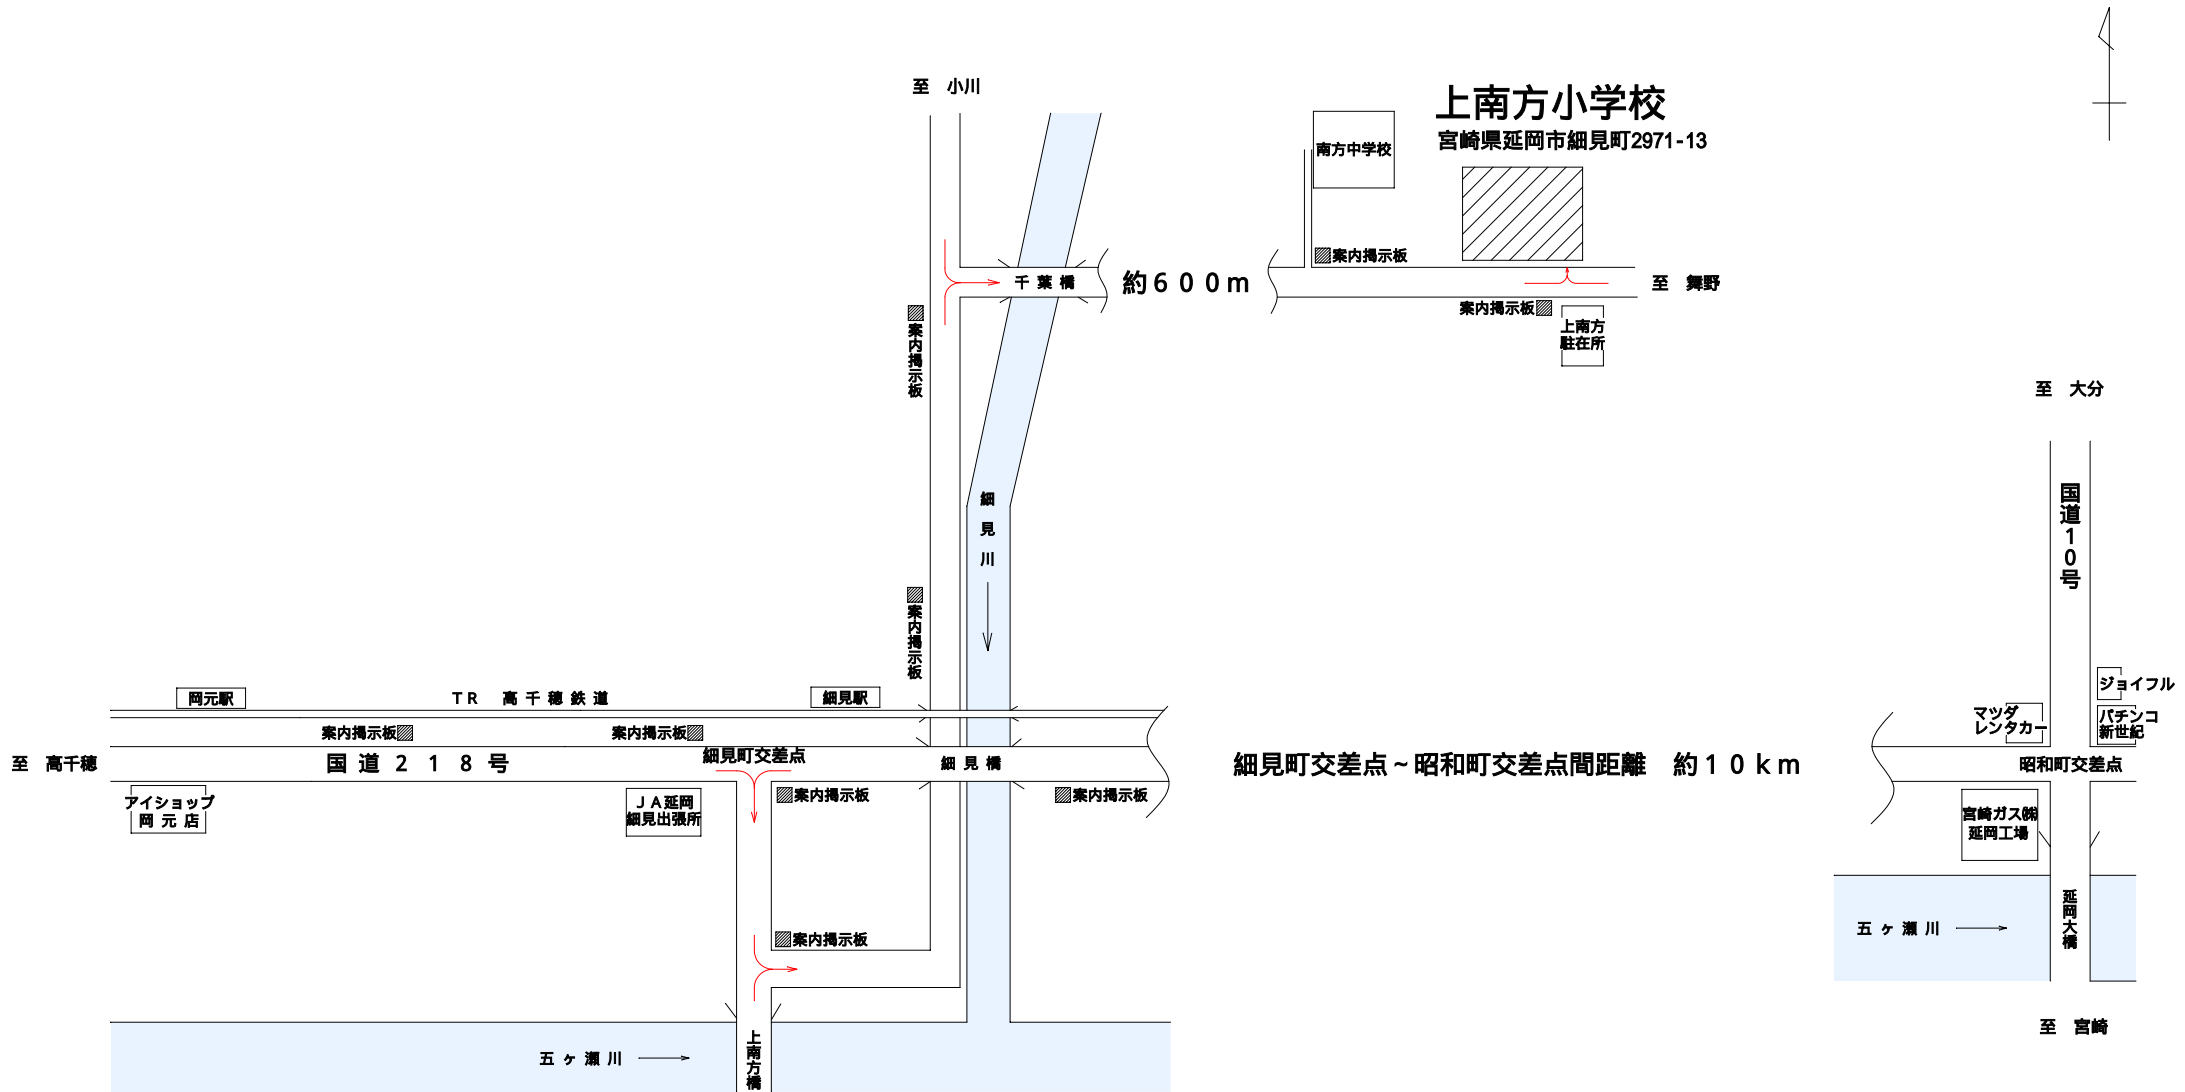 至　小川
上南方小学校
宮崎県延岡市細見町2971-13
南方中学校
案内掲示板
千葉橋
約６００ｍ
至　舞野
案内掲示板
上南方
駐在所
案内掲示板
至　大分
国道１０号
細見川
案内掲示板
ジョイフル
岡元駅
ＴＲ　高千穂鉄道
細見駅
マツダ
レンタカー
パチンコ
新世紀
案内掲示板
案内掲示板
至　高千穂
国道２１８号
細見町交差点
細見橋
細見町交差点～昭和町交差点間距離　約１０ｋｍ
昭和町交差点
アイショップ
岡元店
ＪＡ延岡
細見出張所
案内掲示板
案内掲示板
宮崎ガス㈱
延岡工場
延岡大橋
五ヶ瀬川
案内掲示板
至　宮崎
五ヶ瀬川
上南方橋